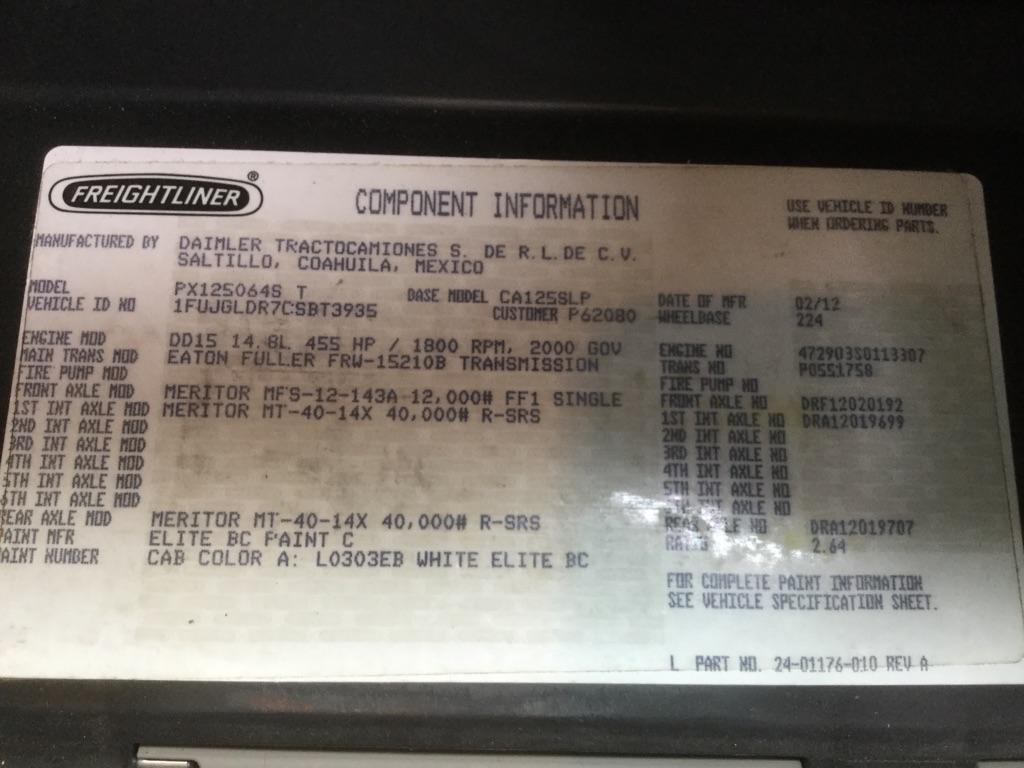 FREIGHTLINER®
COMPONENT INFORMATION
USE VEHICLE ID NUMBER
WHEN ORDERING PARTS.
MANUFACTURED BY DAIMLER TRACTOCAMIONES S. DE R.L.DE C.V.
SALTILLO, COAHUILA, MEXICO
MODEL PX125064S T BASE MODEL CA125SLP DATE OF MFR 02/12
VEHICLE ID NO 1FUJGLDR7CSBT3935 CUSTOMER P62080 WHEELBASE 224
ENGINE MOD DD15 14.8L 455 HP / 1800 RPM, 2000 GOV ENGINE NO 472903S0113307
MAIN TRANS MOD EATON FULLER FRW-15210B TRANSMISSION TRANS NO P0551758
FIRE PUMP MOD FIRE PUMP NO
FRONT AXLE MOD MERITOR MFS-12-143A 12,000# FF1 SINGLE FRONT AXLE NO DRF12020192
1ST INT AXLE MOD MERITOR MT-40-14X 40,000# R-SRS 1ST INT AXLE NO DRA12019699
2ND INT AXLE MOD 2ND INT AXLE NO
3RD INT AXLE MOD 3RD INT AXLE NO
4TH INT AXLE MOD 4TH INT AXLE NO
5TH INT AXLE MOD 5TH INT AXLE NO
6TH INT AXLE MOD INT AXLE NO
REAR AXLE MOD MERITOR MT-40-14X 40,000# R-SRS REAR AXLE NO DRA12019707
PAINT MFR ELITE BC PAINT C RATIO 2.64
PAINT NUMBER CAB COLOR A: L0303EB WHITE ELITE BC
FOR COMPLETE PAINT INFORMATION
SEE VEHICLE SPECIFICATION SHEET.
L PART NO. 24-01176-010 REV A